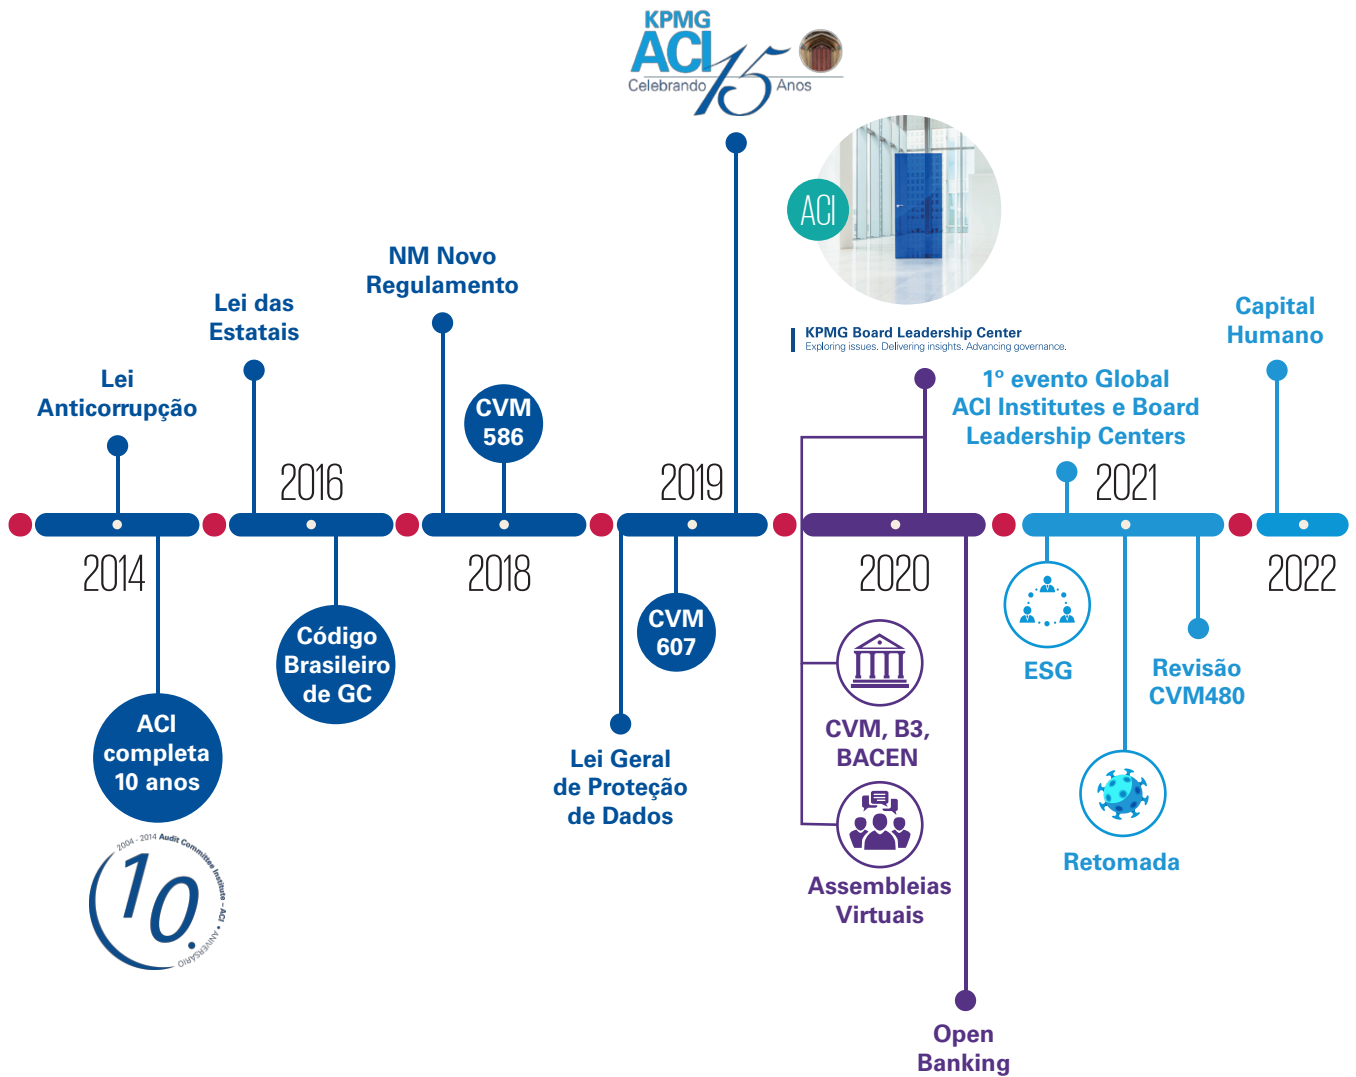 KPMG
ACI
15
Celebrando
Anos
ACI
KPMG Board Leadership Center
Exploring issues. Delivering insights. Advancing governance.
NM Novo
Regulamento
Lei das
Estatais
Capital
Humano
Lei
Anticorrupção
1º evento Global
ACI Institutes e Board
Leadership Centers
CVM
586
2016
2019
2021
2014
2018
2020
2022
Código
Brasileiro
de GC
CVM
607
ESG
Revisão
CVM480
ACI
completa
10 anos
CVM, B3,
BACEN
Lei Geral
de Proteção
de Dados
Retomada
Assembleias
Virtuais
2004 - 2014 Audit Committee Institute – ACI • ANIVERSÁRIO
10.
Open
Banking